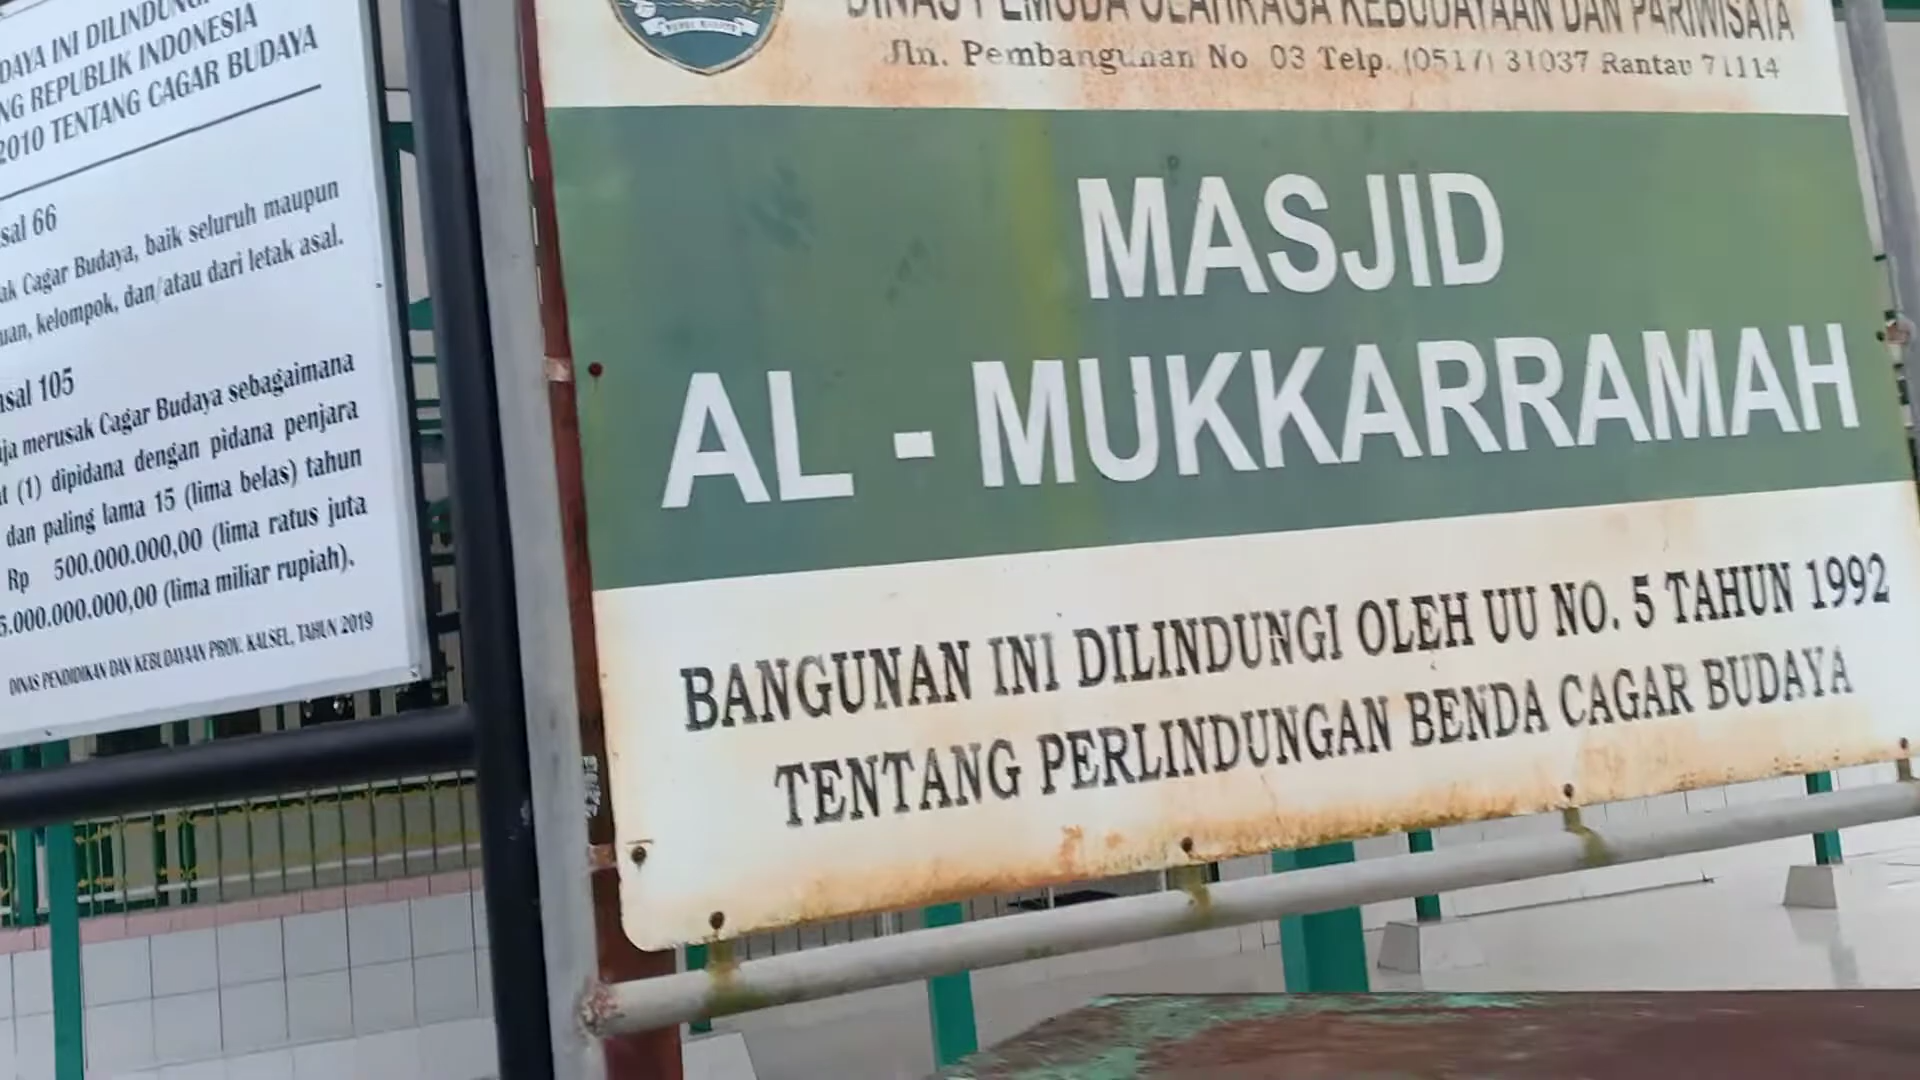 DAYA INI DILINDUNG
NG REPUBLIK INDONESIA
2010 TENTANG CAGAR BUDAYA
sal 66
ak Cagar Budaya, baik seluruh maupun
uan, kelompok, dan/atau dari letak asal.
asal 105
ja merusak Cagar Budaya sebagaimana
t (1) dipidana dengan pidana penjara
dan paling lama 15 (lima belas) tahun
Rp 500.000.000,00 (lima ratus juta
5.000.000.000,00 (lima miliar rupiah).
DINAS PENDIDIKAN DAN KEBUDAYAAN PROV. KALSEL, TAHUN 2019
DINAS PEMUDA OLAHRAGA KEBUDAYAAN DAN PARIWISATA
Jln. Pembangunan No 03 Telp. (0517) 31037 Rantau 71114
MASJID
AL - MUKKARRAMAH
BANGUNAN INI DILINDUNGI OLEH UU NO. 5 TAHUN 1992
TENTANG PERLINDUNGAN BENDA CAGAR BUDAYA